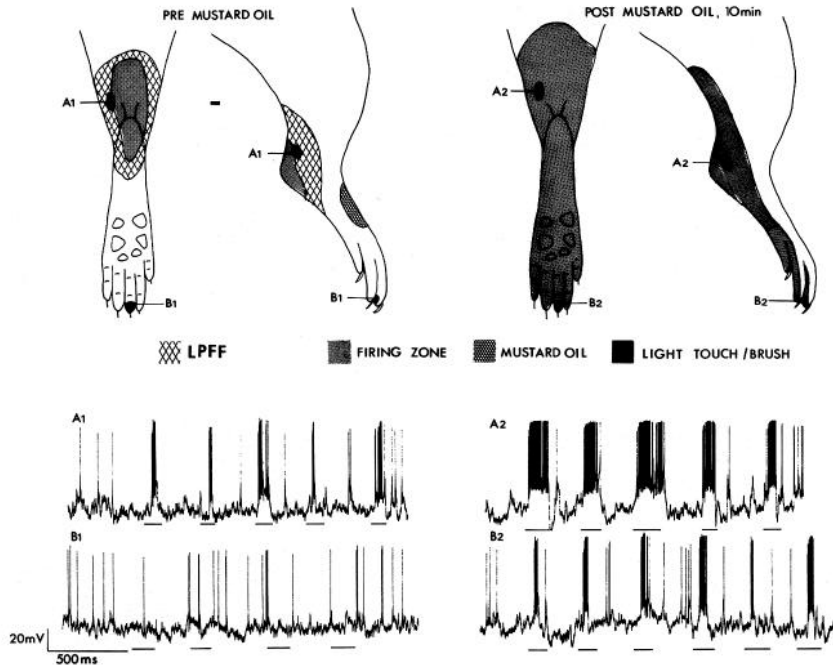 PRE MUSTARD OIL
POST MUSTARD OIL, 10min
A1
A1
A2
A2
B1
B1
B2
B2
LPFF
FIRING ZONE
MUSTARD OIL
LIGHT TOUCH/BRUSH
A1
A2
B1
B2
20mV
500ms